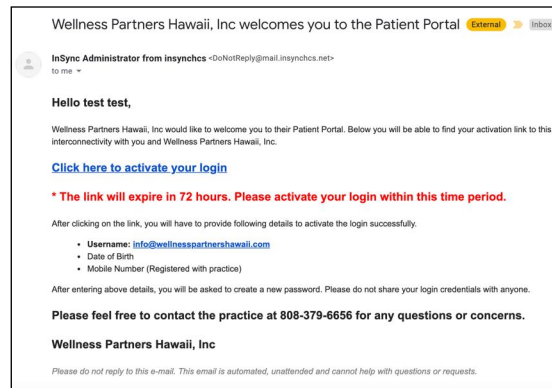 Wellness Partners Hawaii, Inc welcomes you to the Patient Portal External Inbox
InSync Administrator from insynchcs <DoNotReply@mail.insynchcs.net>
to me
Hello test test,
Wellness Partners Hawaii, Inc would like to welcome you to their Patient Portal. Below you will be able to find your activation link to this
interconnectivity with you and Wellness Partners Hawaii, Inc.
Click here to activate your login
* The link will expire in 72 hours. Please activate your login within this time period.
After clicking on the link, you will have to provide following details to activate the login successfully.
• Username: info@wellnesspartnershawaii.com
• Date of Birth
• Mobile Number (Registered with practice)
After entering above details, you will be asked to create a new password. Please do not share your login credentials with anyone.
Please feel free to contact the practice at 808-379-6656 for any questions or concerns.
Wellness Partners Hawaii, Inc
Please do not reply to this e-mail. This email is automated, unattended and cannot help with questions or requests.